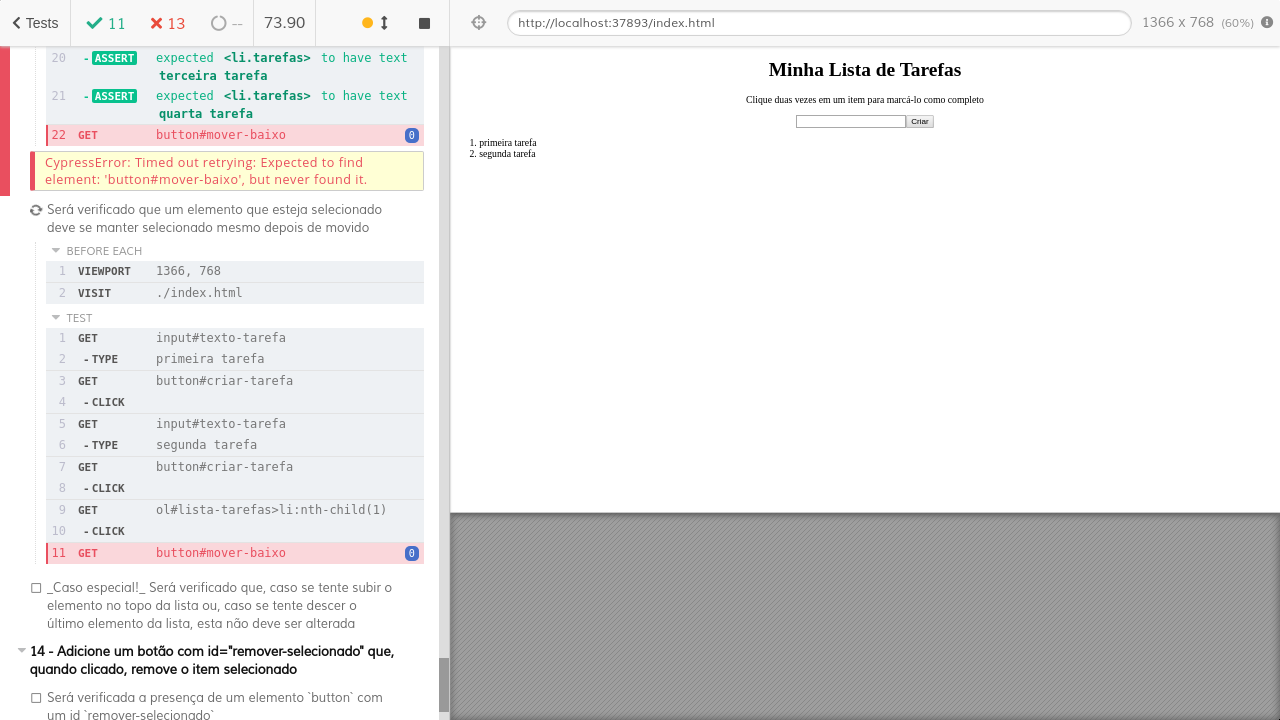 Tests
11
13
--
73.90
http://localhost:37893/index.html
1366 x 768 (60%)
20 - ASSERT expected <li.tarefas> to have text
terceira tarefa
21 - ASSERT expected <li.tarefas> to have text
quarta tarefa
22 GET button#mover-baixo 0
CypressError: Timed out retrying: Expected to find
element: 'button#mover-baixo', but never found it.
Será verificado que um elemento que esteja selecionado
deve se manter selecionado mesmo depois de movido
BEFORE EACH
1 VIEWPORT 1366, 768
2 VISIT ./index.html
TEST
1 GET input#texto-tarefa
2 - TYPE primeira tarefa
3 GET button#criar-tarefa
4 - CLICK
5 GET input#texto-tarefa
6 - TYPE segunda tarefa
7 GET button#criar-tarefa
8 - CLICK
9 GET ol#lista-tarefas>li:nth-child(1)
10 - CLICK
11 GET button#mover-baixo 0
_Caso especial!_ Será verificado que, caso se tente subir o
elemento no topo da lista ou, caso se tente descer o
último elemento da lista, esta não deve ser alterada
14 - Adicione um botão com id="remover-selecionado" que,
quando clicado, remove o item selecionado
Será verificada a presença de um elemento `button` com
um id `remover-selecionado`
Minha Lista de Tarefas
Clique duas vezes em um item para marcá-lo como completo
Criar
1. primeira tarefa
2. segunda tarefa